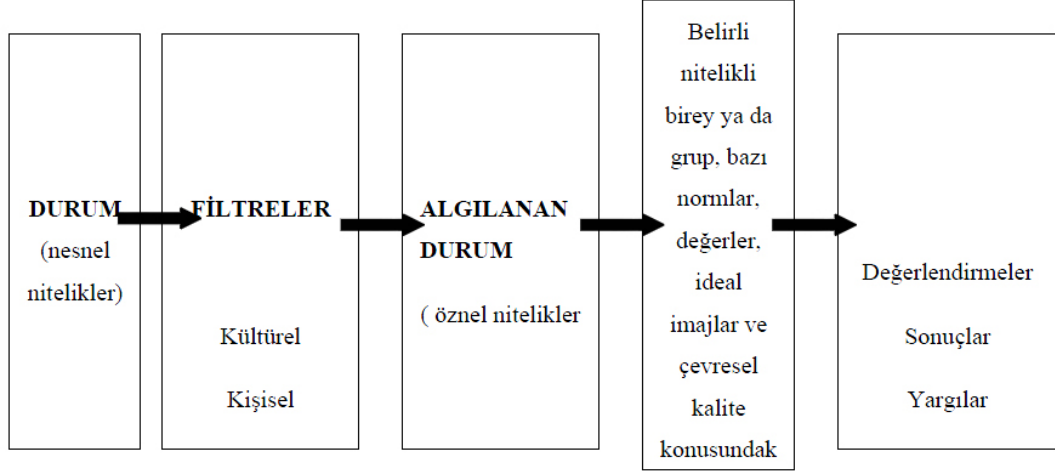 DURUM
(nesnel
nitelikler)
FİLTRELER
Kültürel
Kişisel
ALGILANAN
DURUM
( öznel nitelikler
Belirli
nitelikli
birey ya da
grup, bazı
normlar,
değerler,
ideal
imajlar ve
çevresel
kalite
konusundak
Değerlendirmeler
Sonuçlar
Yargılar